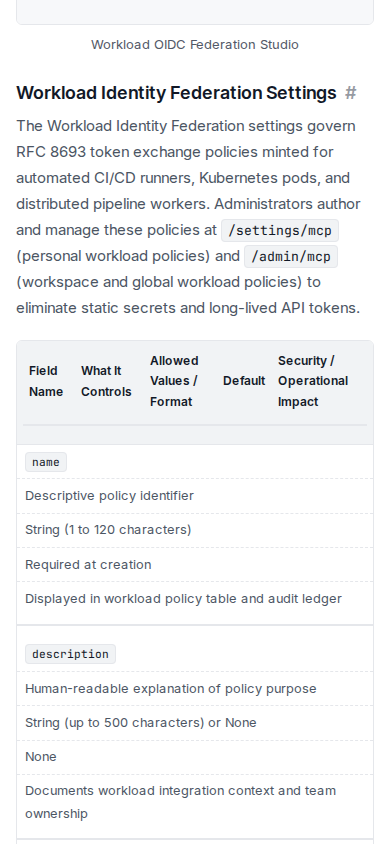 Workload OIDC Federation Studio
Workload Identity Federation Settings #
The Workload Identity Federation settings govern
RFC 8693 token exchange policies minted for
automated CI/CD runners, Kubernetes pods, and
distributed pipeline workers. Administrators author
and manage these policies at /settings/mcp
(personal workload policies) and /admin/mcp
(workspace and global workload policies) to
eliminate static secrets and long-lived API tokens.
Field Name
What It Controls
Allowed Values / Format
Default
Security / Operational Impact
name
Descriptive policy identifier
String (1 to 120 characters)
Required at creation
Displayed in workload policy table and audit ledger
description
Human-readable explanation of policy purpose
String (up to 500 characters) or None
None
Documents workload integration context and team
ownership